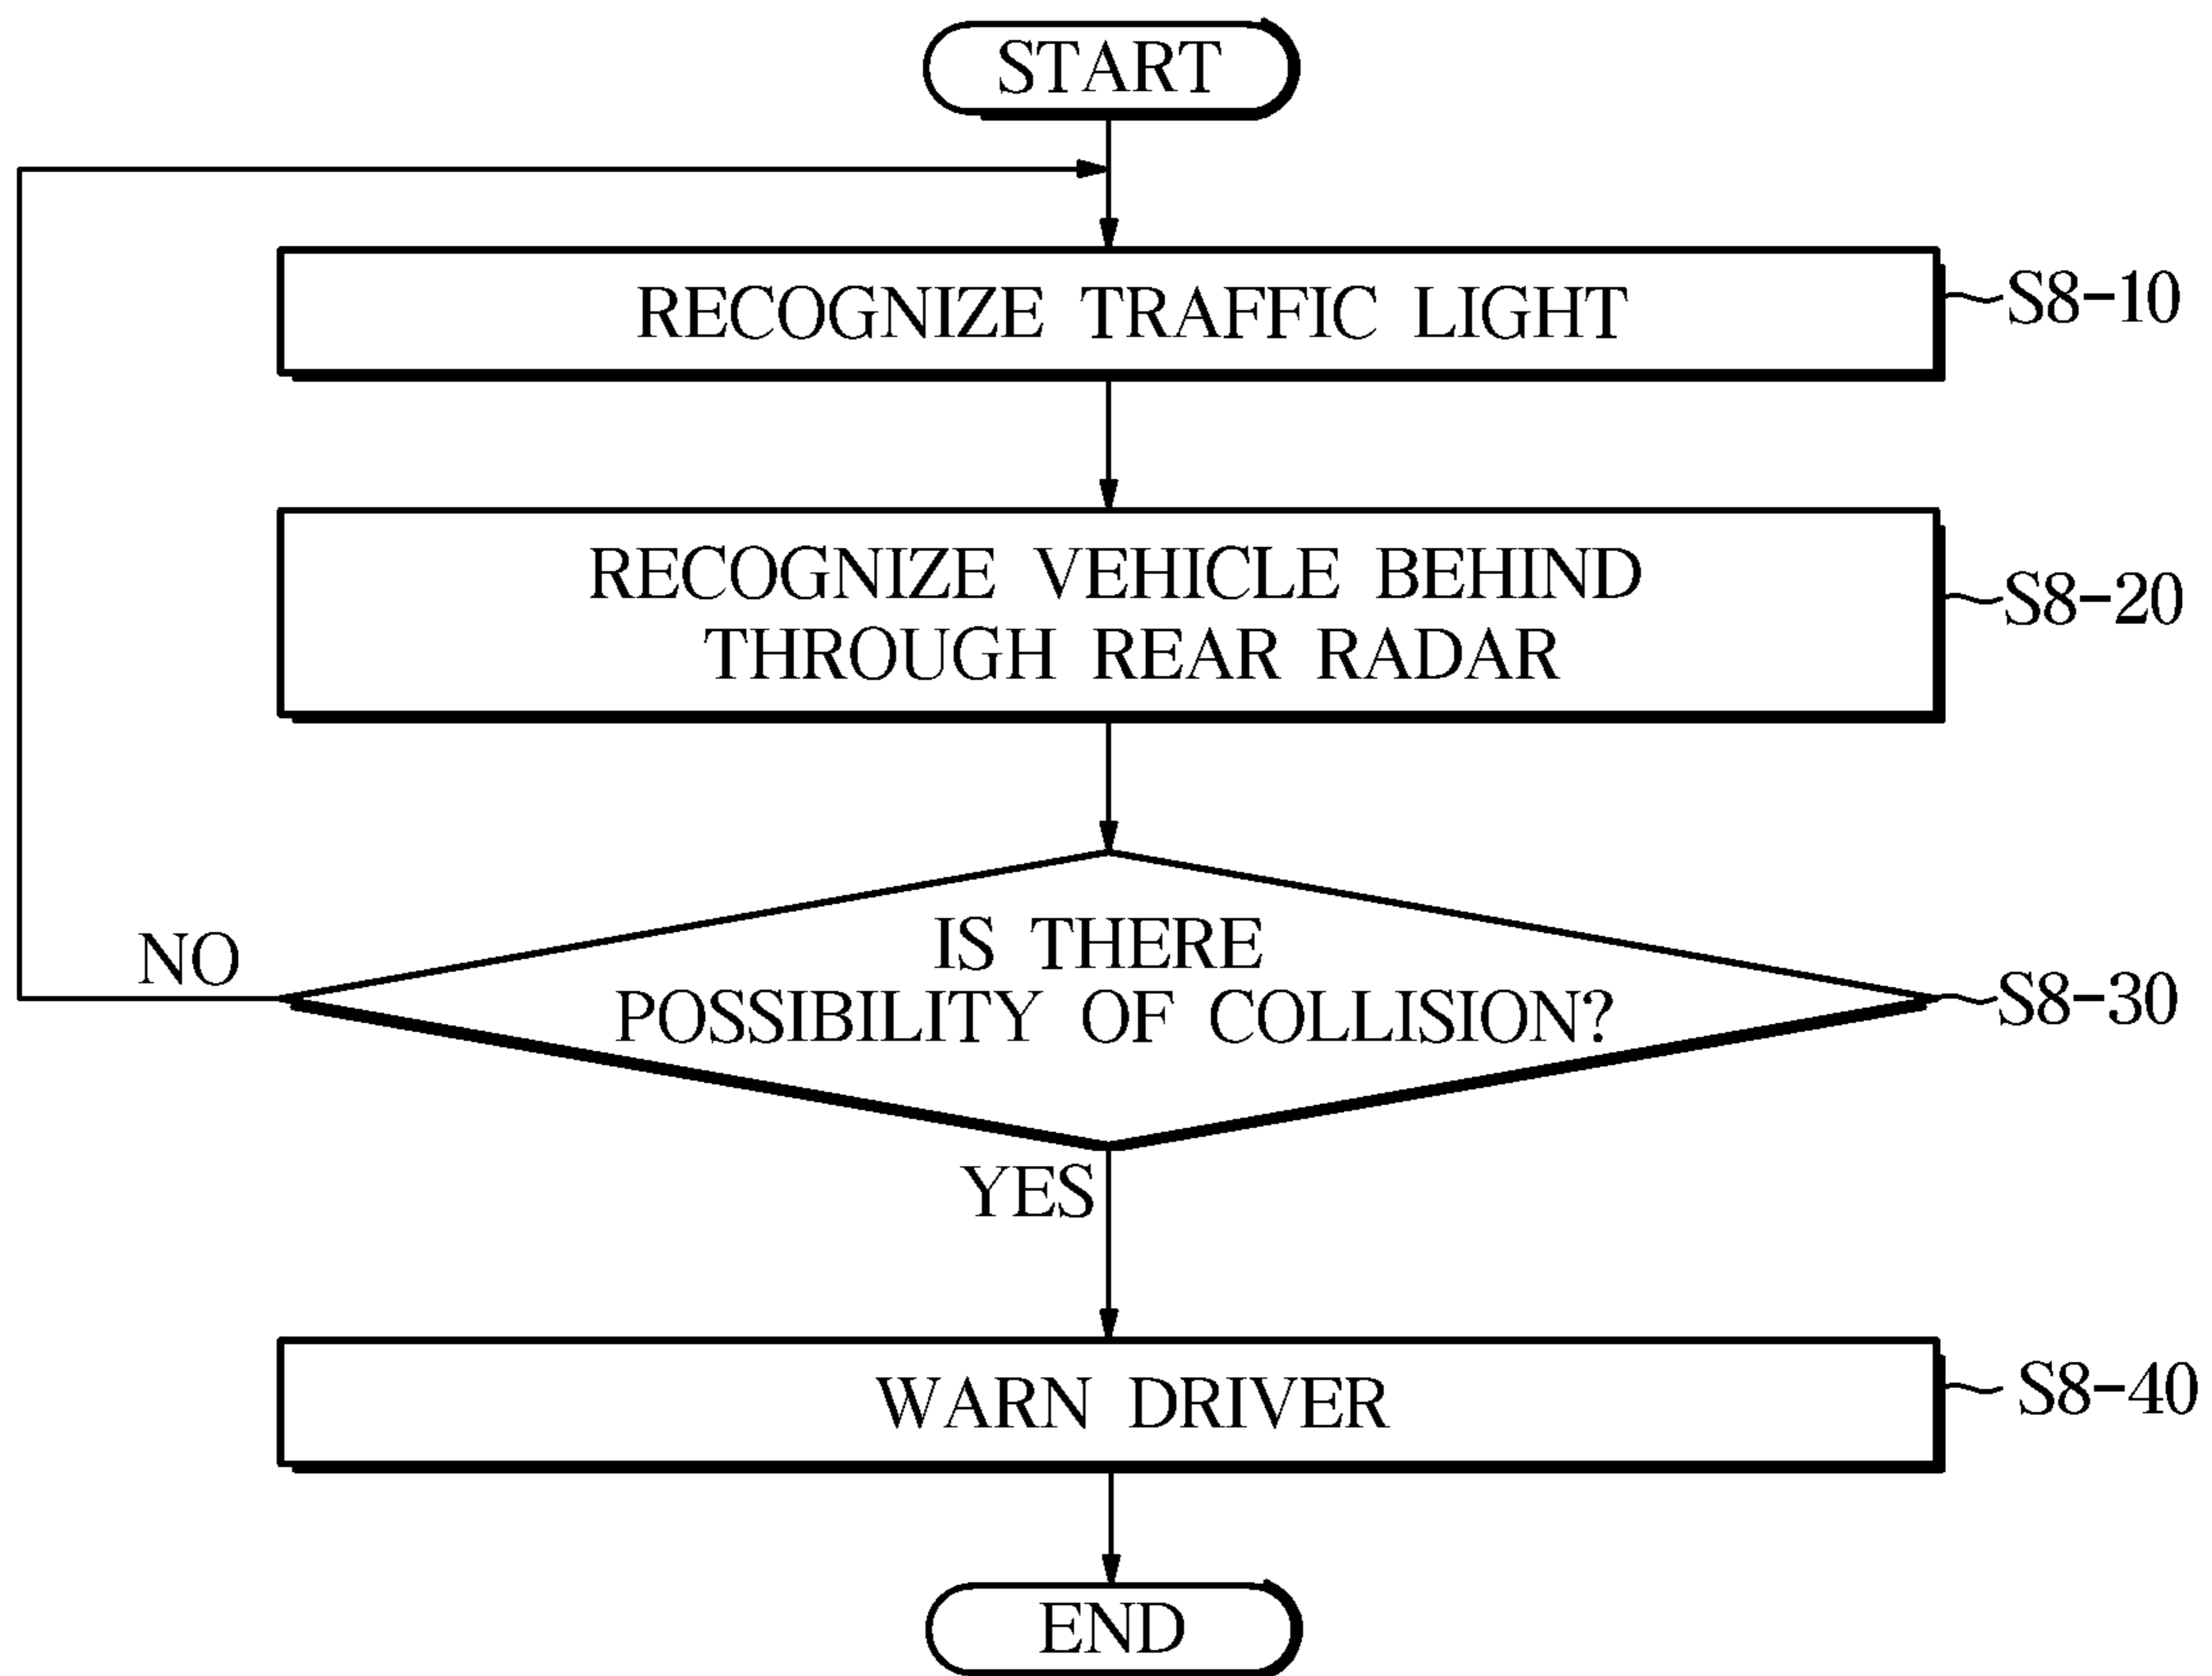 START
RECOGNIZE TRAFFIC LIGHT
S8-10
RECOGNIZE VEHICLE BEHIND
THROUGH REAR RADAR
S8-20
IS THERE
POSSIBILITY OF COLLISION?
NO
S8-30
YES
WARN DRIVER
S8-40
END